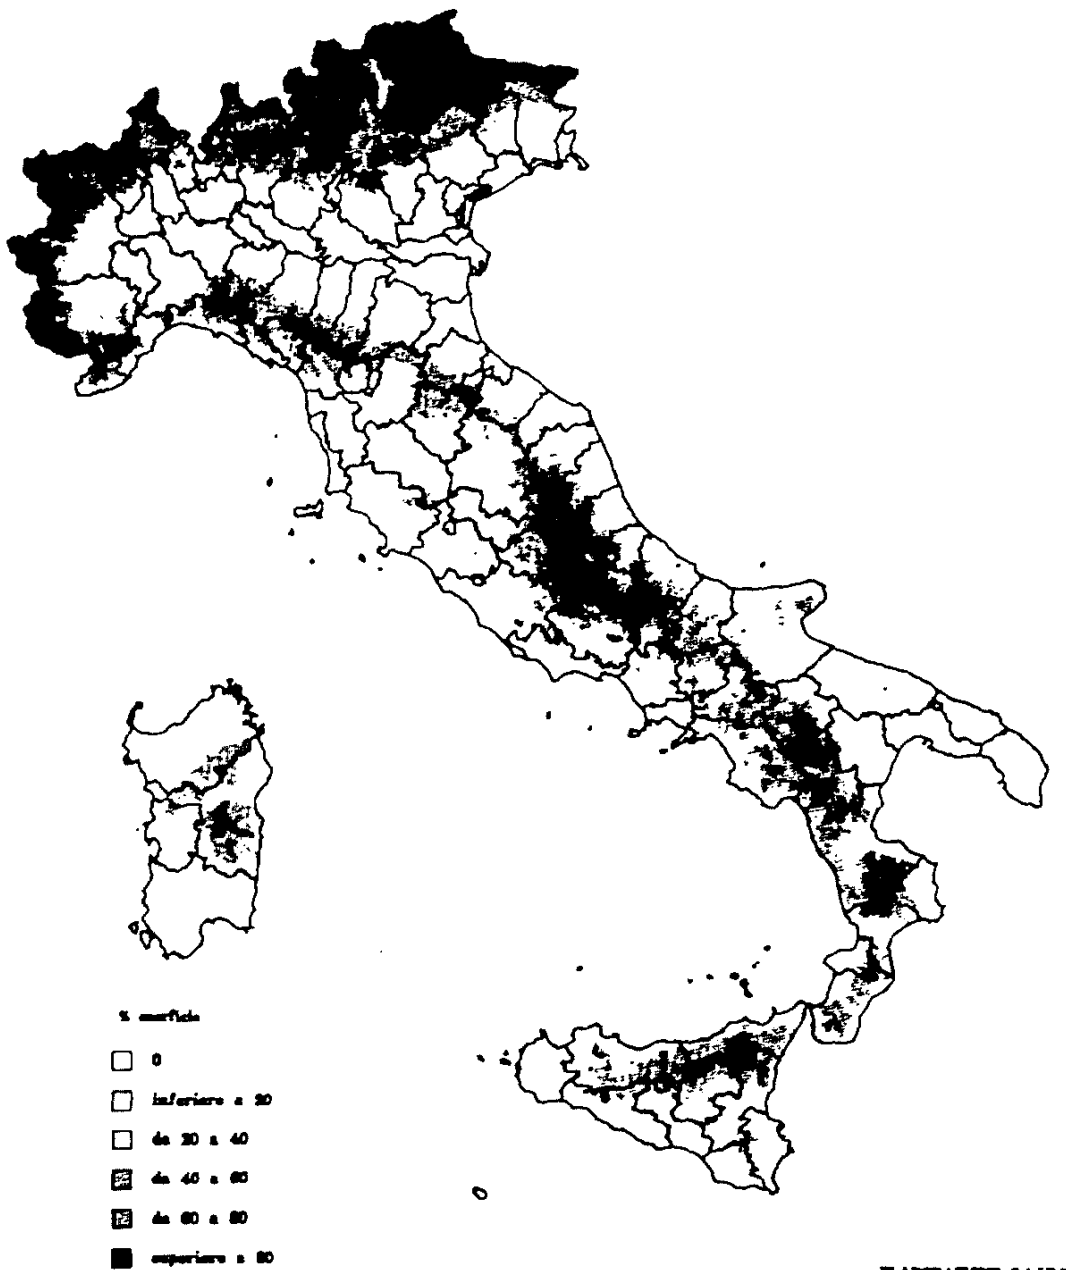 % superficie
0
inferiore a 20
da 20 a 40
da 40 a 60
da 60 a 80
superiore a 80